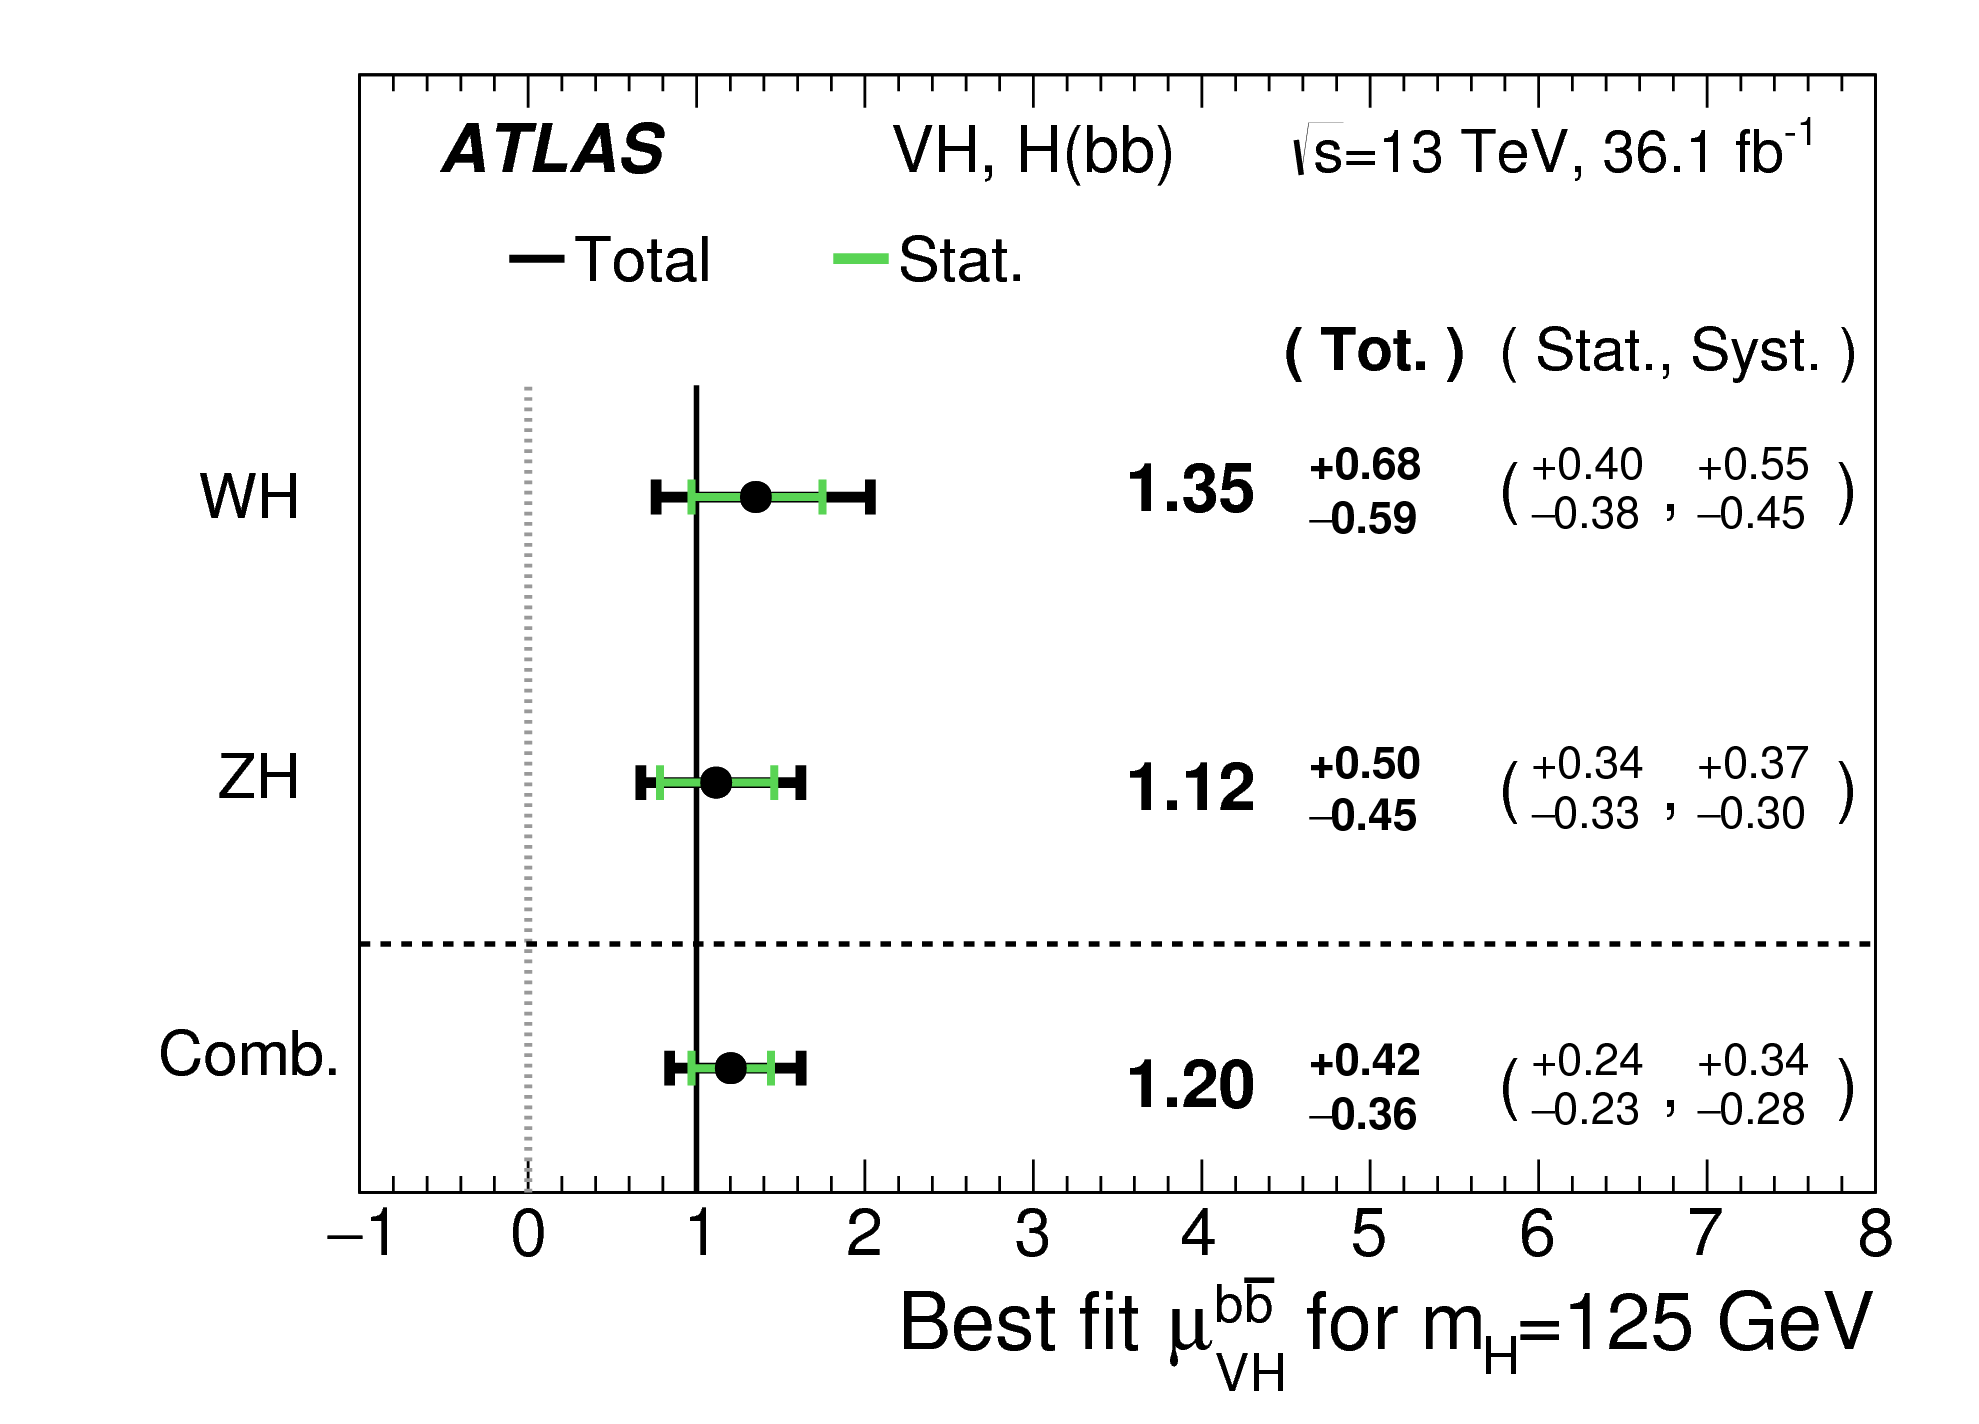 ATLAS VH, H(bb) √s=13 TeV, 36.1 fb⁻¹
Total Stat.
( Tot. ) ( Stat., Syst. )
WH 1.35 +0.68 −0.59 ( +0.40 −0.38 , +0.55 −0.45 )
ZH 1.12 +0.50 −0.45 ( +0.34 −0.33 , +0.37 −0.30 )
Comb. 1.20 +0.42 −0.36 ( +0.24 −0.23 , +0.34 −0.28 )
−1 0 1 2 3 4 5 6 7 8
Best fit μ_VH^bb̅ for m_H=125 GeV